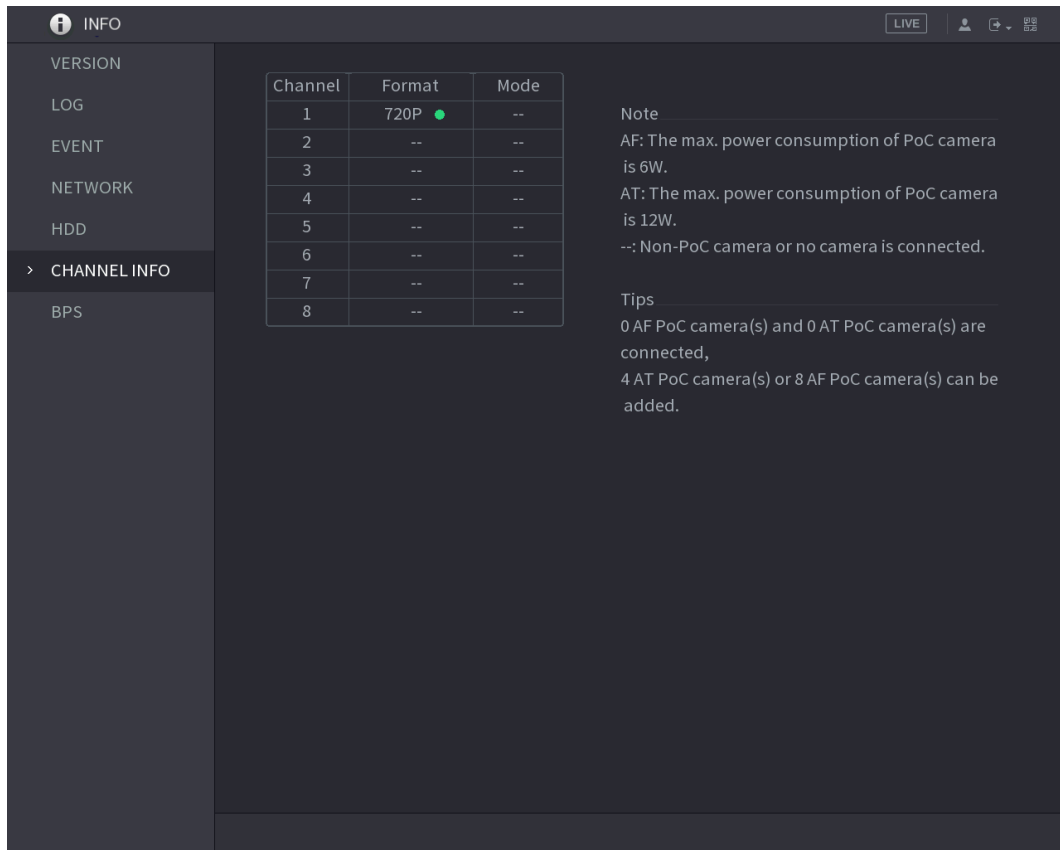 INFO
LIVE
VERSION
LOG
EVENT
NETWORK
HDD
CHANNEL INFO
BPS
Channel Format Mode
1 720P --
2 -- --
3 -- --
4 -- --
5 -- --
6 -- --
7 -- --
8 -- --
Note
AF: The max. power consumption of PoC camera
is 6W.
AT: The max. power consumption of PoC camera
is 12W.
--: Non-PoC camera or no camera is connected.
Tips
0 AF PoC camera(s) and 0 AT PoC camera(s) are
connected,
4 AT PoC camera(s) or 8 AF PoC camera(s) can be
added.